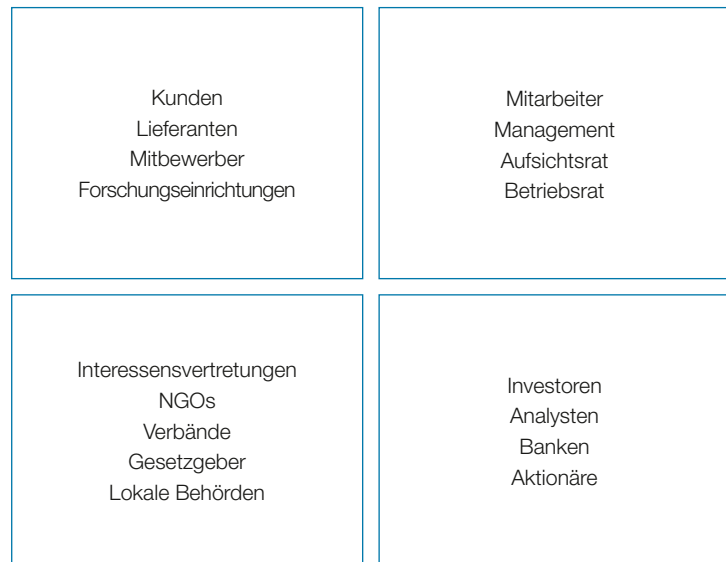 Kunden
Lieferanten
Mitbewerber
Forschungseinrichtungen
Mitarbeiter
Management
Aufsichtsrat
Betriebsrat
Interessensvertretungen
NGOs
Verbände
Gesetzgeber
Lokale Behörden
Investoren
Analysten
Banken
Aktionäre